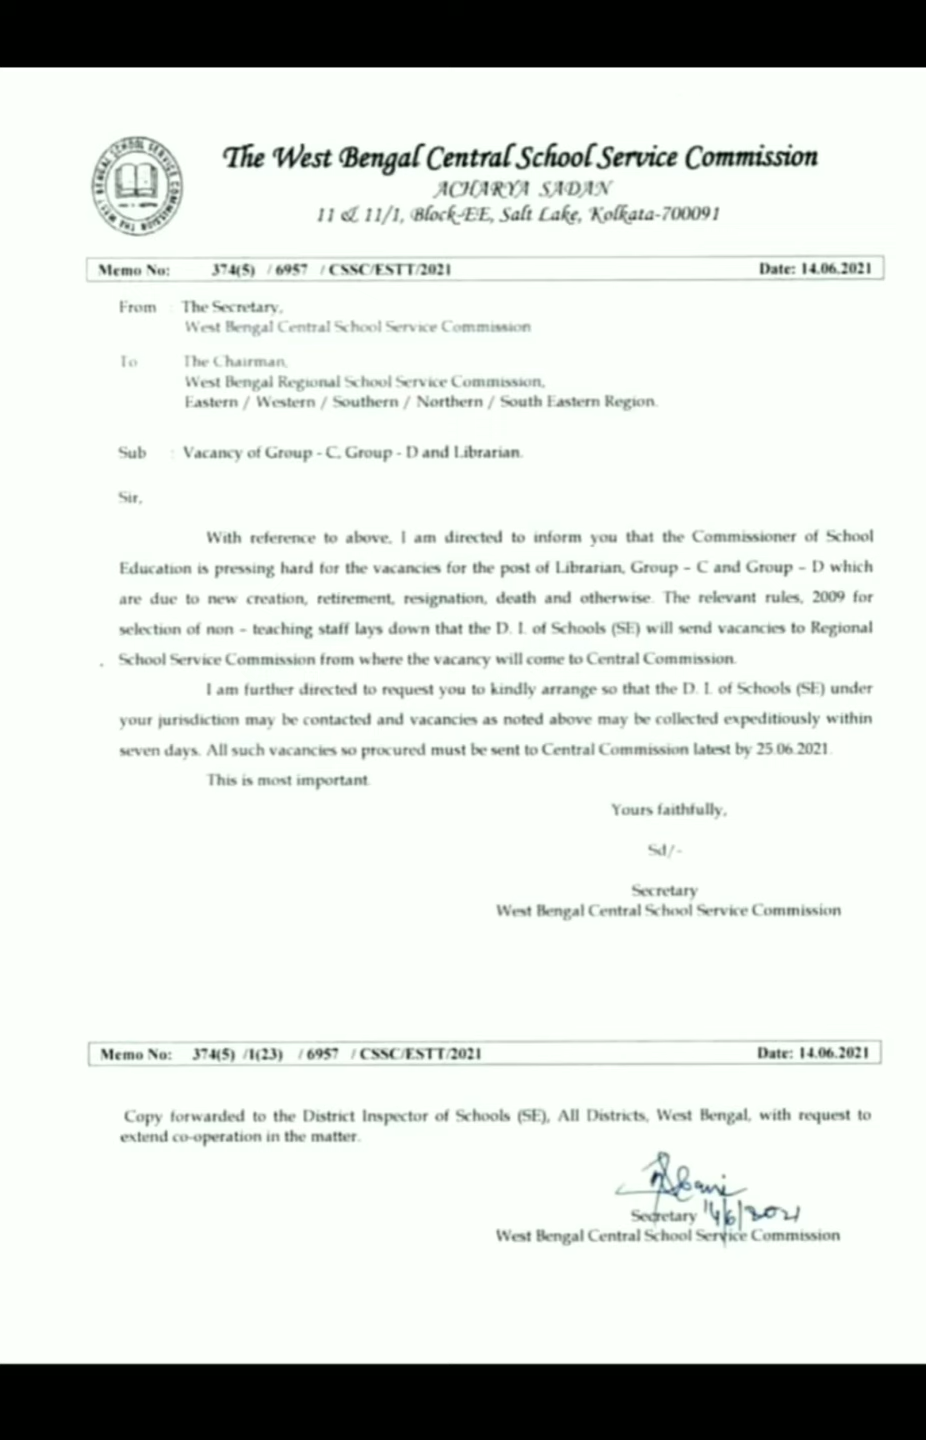 THE WEST BENGAL SCHOOL SERVICE COMMISSION
The West Bengal Central School Service Commission
ACHARYA SADAN
11 & 11/1, Block-EE, Salt Lake, Kolkata-700091
Memo No: 374(5) / 6957 / CSSC/ESTT/2021 Date: 14.06.2021
From : The Secretary,
West Bengal Central School Service Commission
To The Chairman,
West Bengal Regional School Service Commission,
Eastern / Western / Southern / Northern / South Eastern Region.
Sub : Vacancy of Group - C, Group - D and Librarian.
Sir,
With reference to above, I am directed to inform you that the Commissioner of School
Education is pressing hard for the vacancies for the post of Librarian, Group – C and Group – D which
are due to new creation, retirement, resignation, death and otherwise. The relevant rules, 2009 for
selection of non – teaching staff lays down that the D. I. of Schools (SE) will send vacancies to Regional
School Service Commission from where the vacancy will come to Central Commission.
I am further directed to request you to kindly arrange so that the D. I. of Schools (SE) under
your jurisdiction may be contacted and vacancies as noted above may be collected expeditiously within
seven days. All such vacancies so procured must be sent to Central Commission latest by 25.06.2021.
This is most important.
Yours faithfully,
Sd/-
Secretary
West Bengal Central School Service Commission
Memo No: 374(5) /1(23) / 6957 / CSSC/ESTT/2021 Date: 14.06.2021
Copy forwarded to the District Inspector of Schools (SE), All Districts, West Bengal, with request to
extend co-operation in the matter.
Secretary 14/6/2021
West Bengal Central School Service Commission